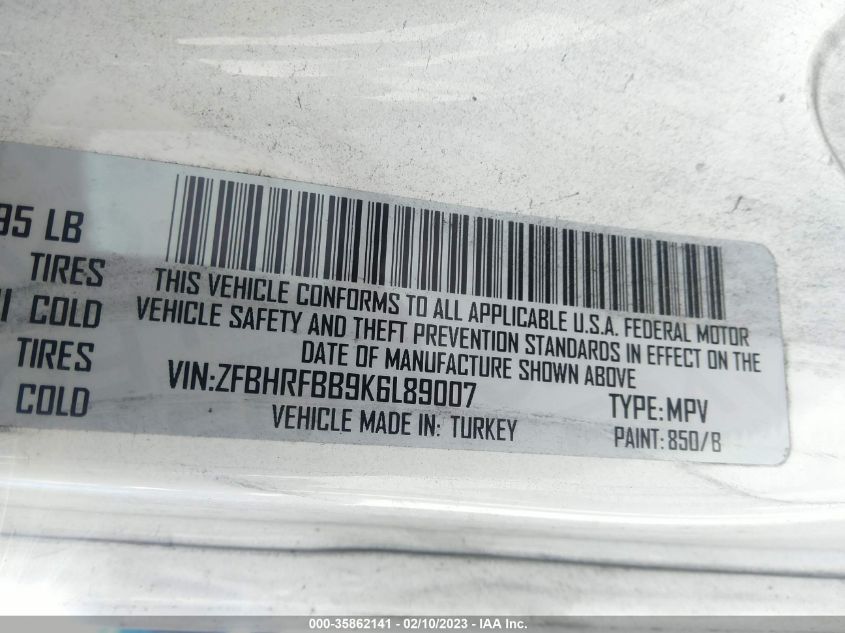 95 LB
TIRES
COLD
TIRES
COLD
THIS VEHICLE CONFORMS TO ALL APPLICABLE U.S.A. FEDERAL MOTOR
VEHICLE SAFETY AND THEFT PREVENTION STANDARDS IN EFFECT ON THE
DATE OF MANUFACTURE SHOWN ABOVE
VIN:ZFBHRFBB9K6L89007
TYPE:MPV
VEHICLE MADE IN: TURKEY
PAINT: 850/B
000-35862141 - 02/10/2023 - IAA Inc.